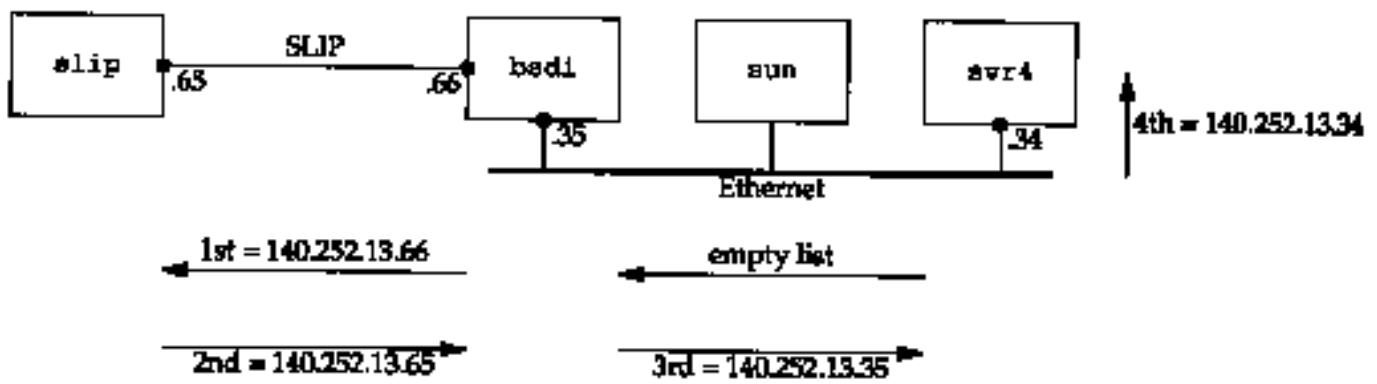 slip
SLIP
bsdi
sun
svr4
.65
.66
.35
.34
4th = 140.252.13.34
Ethernet
1st = 140.252.13.66
empty list
2nd = 140.252.13.65
3rd = 140.252.13.35